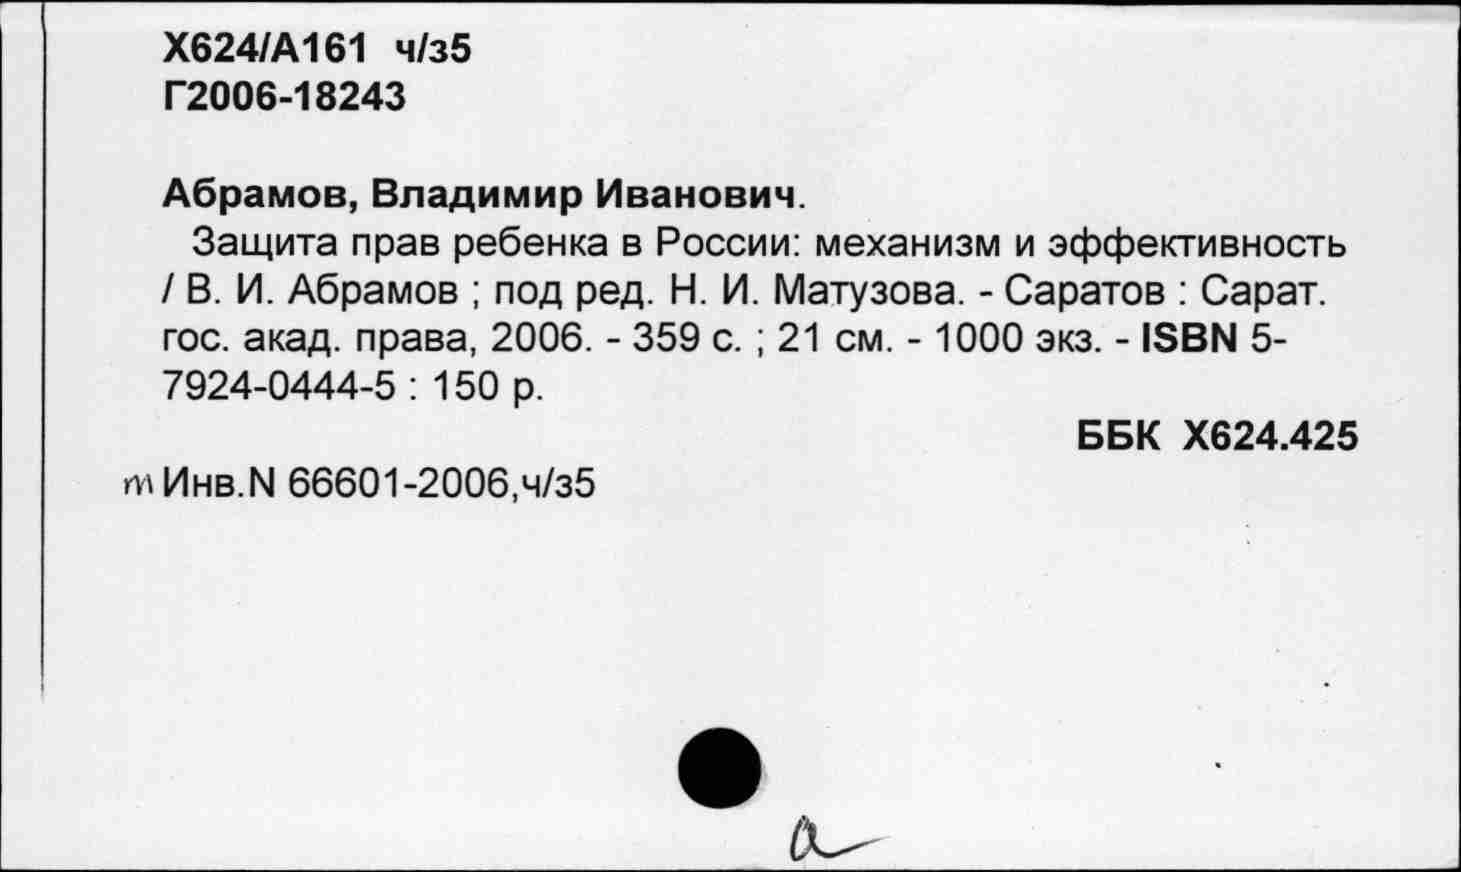 Х624/А161 ч/з5
Г2006-18243
Абрамов, Владимир Иванович.
Защита прав ребенка в России: механизм и эффективность
/ В. И. Абрамов ; под ред. Н. И. Матузова. - Саратов : Сарат.
гос. акад. права, 2006. - 359 с. ; 21 см. - 1000 экз. - ISBN 5-
7924-0444-5 : 150 р.
ББК Х624.425
m Инв.N 66601-2006,ч/з5
a